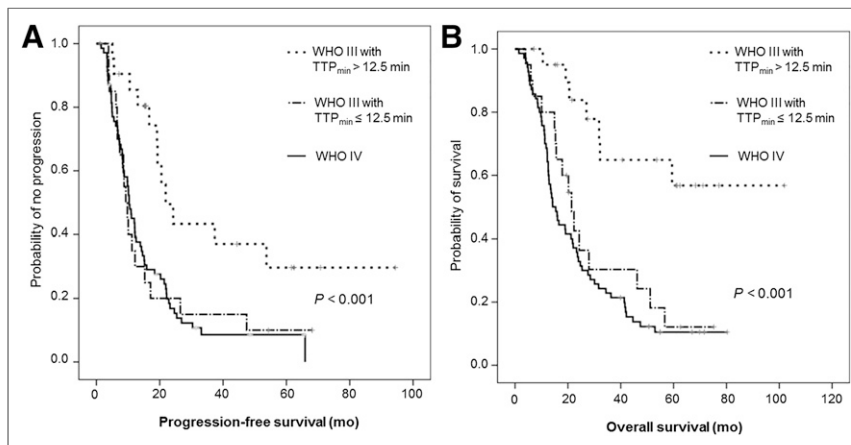 A
Probability of no progression
1.0
0.8
0.6
0.4
0.2
0.0
WHO III with
TTPmin > 12.5 min
WHO III with
TTPmin ≤ 12.5 min
WHO IV
P < 0.001
0 20 40 60 80 100
Progression-free survival (mo)
B
Probability of survival
1.0
0.8
0.6
0.4
0.2
0.0
WHO III with
TTPmin > 12.5 min
WHO III with
TTPmin ≤ 12.5 min
WHO IV
P < 0.001
0 20 40 60 80 100 120
Overall survival (mo)